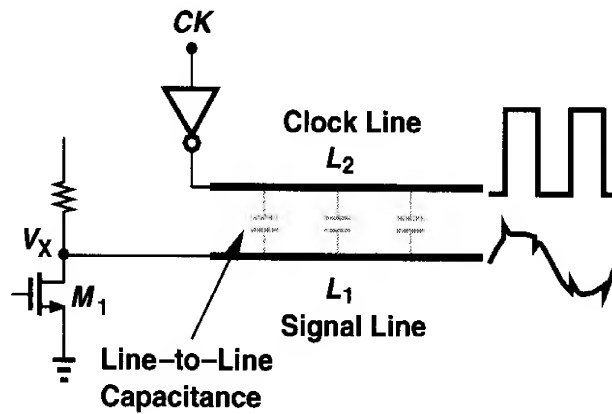 CK
Clock Line
L2
VX
M1
L1
Signal Line
Line-to-Line
Capacitance